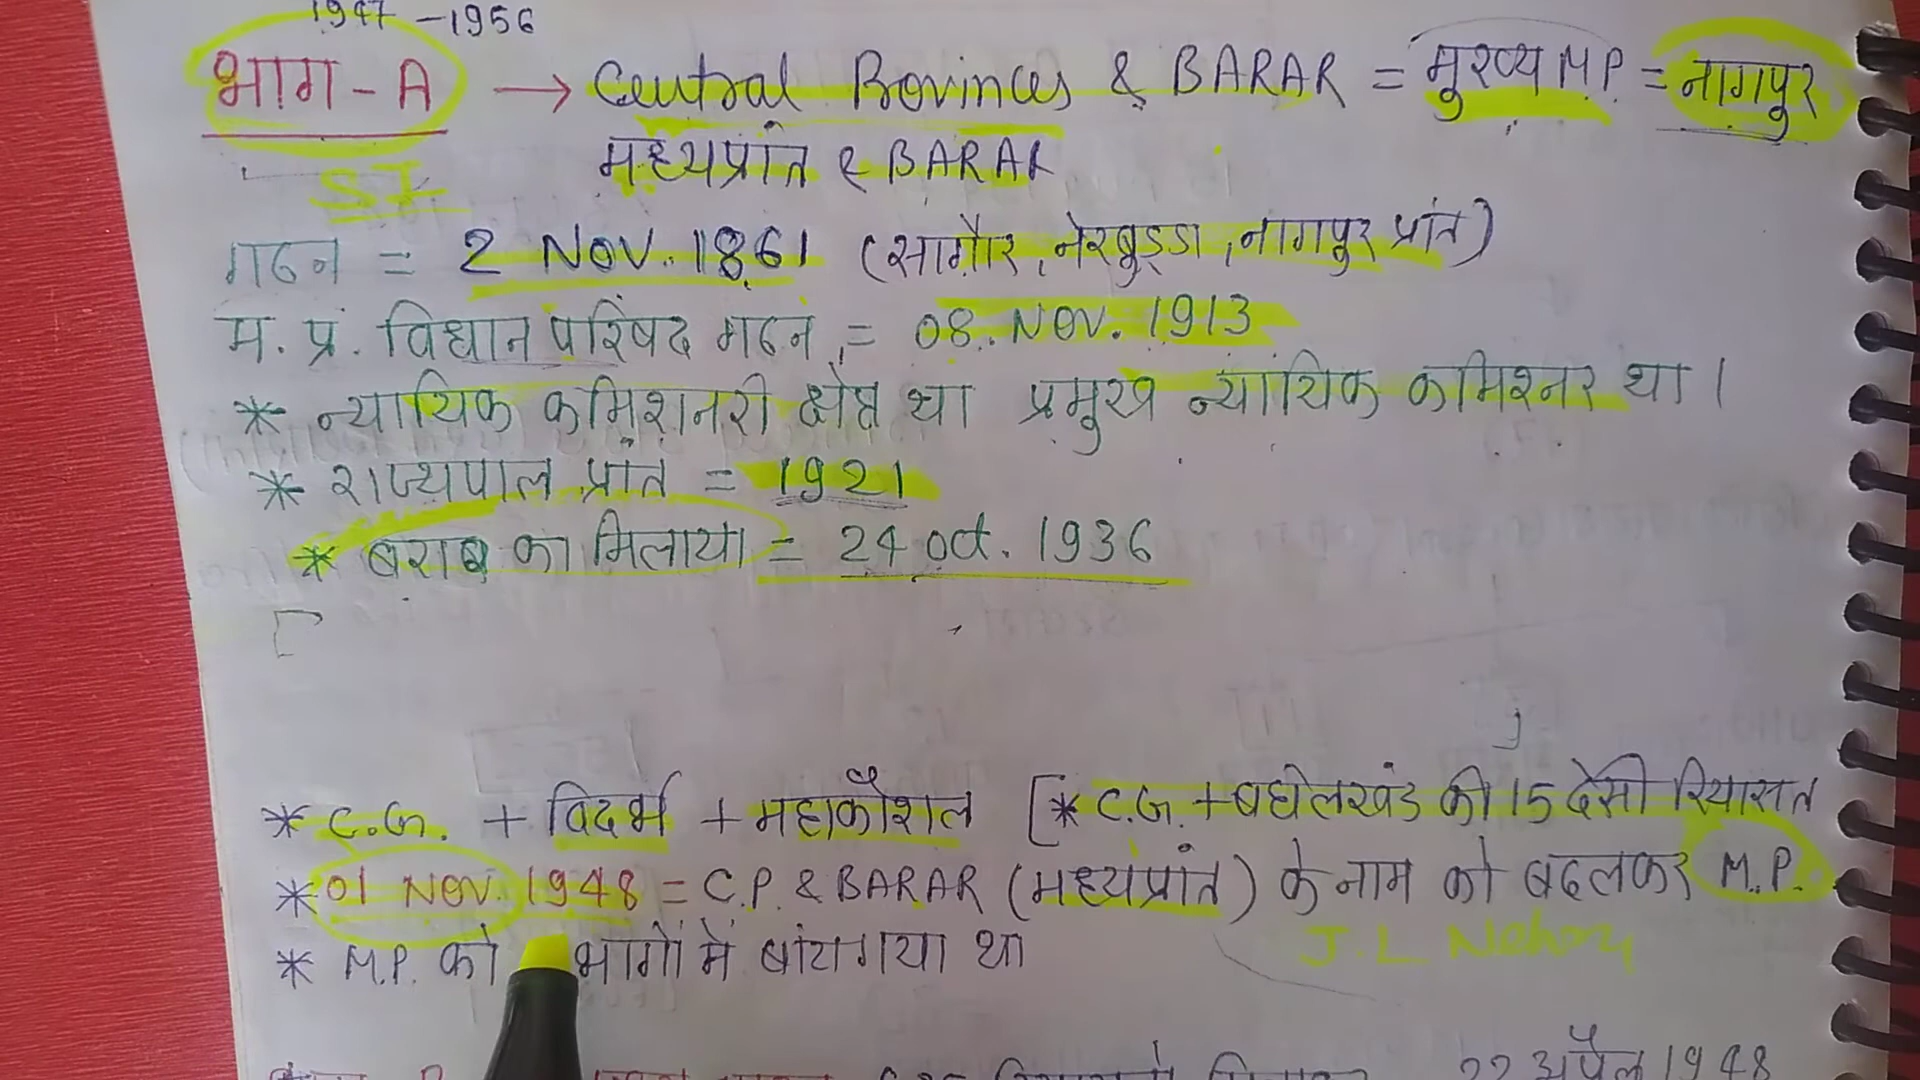 1947 -1956
भाग - A → Central Provinces & BARAR = मुख्य M.P. = नागपुर
मध्यप्रांत & BARAR
गठन = 2 NOV. 1861 (सागौर, नेरबुड्डा, नागपुर प्रांत)
म. प्र. विधान परिषद गठन = 08. NOV. 1913
* न्यायिक कमिशनरी क्षेत्र था प्रमुख न्यायिक कमिश्नर था।
* राज्यपाल प्रांत = 1921
* बरार का मिलाया = 24 oct. 1936
* C.G. + विदर्भ + महाकौशल [* C.G. + बघेलखंड की 15 देसी रियासत
* 01 NOV. 1948 = C.P. & BARAR (मध्यप्रांत) के नाम को बदलकर M.P.
J.L Nehru
* M.P. को भागों में बांटा गया था
22 अप्रैल 1948